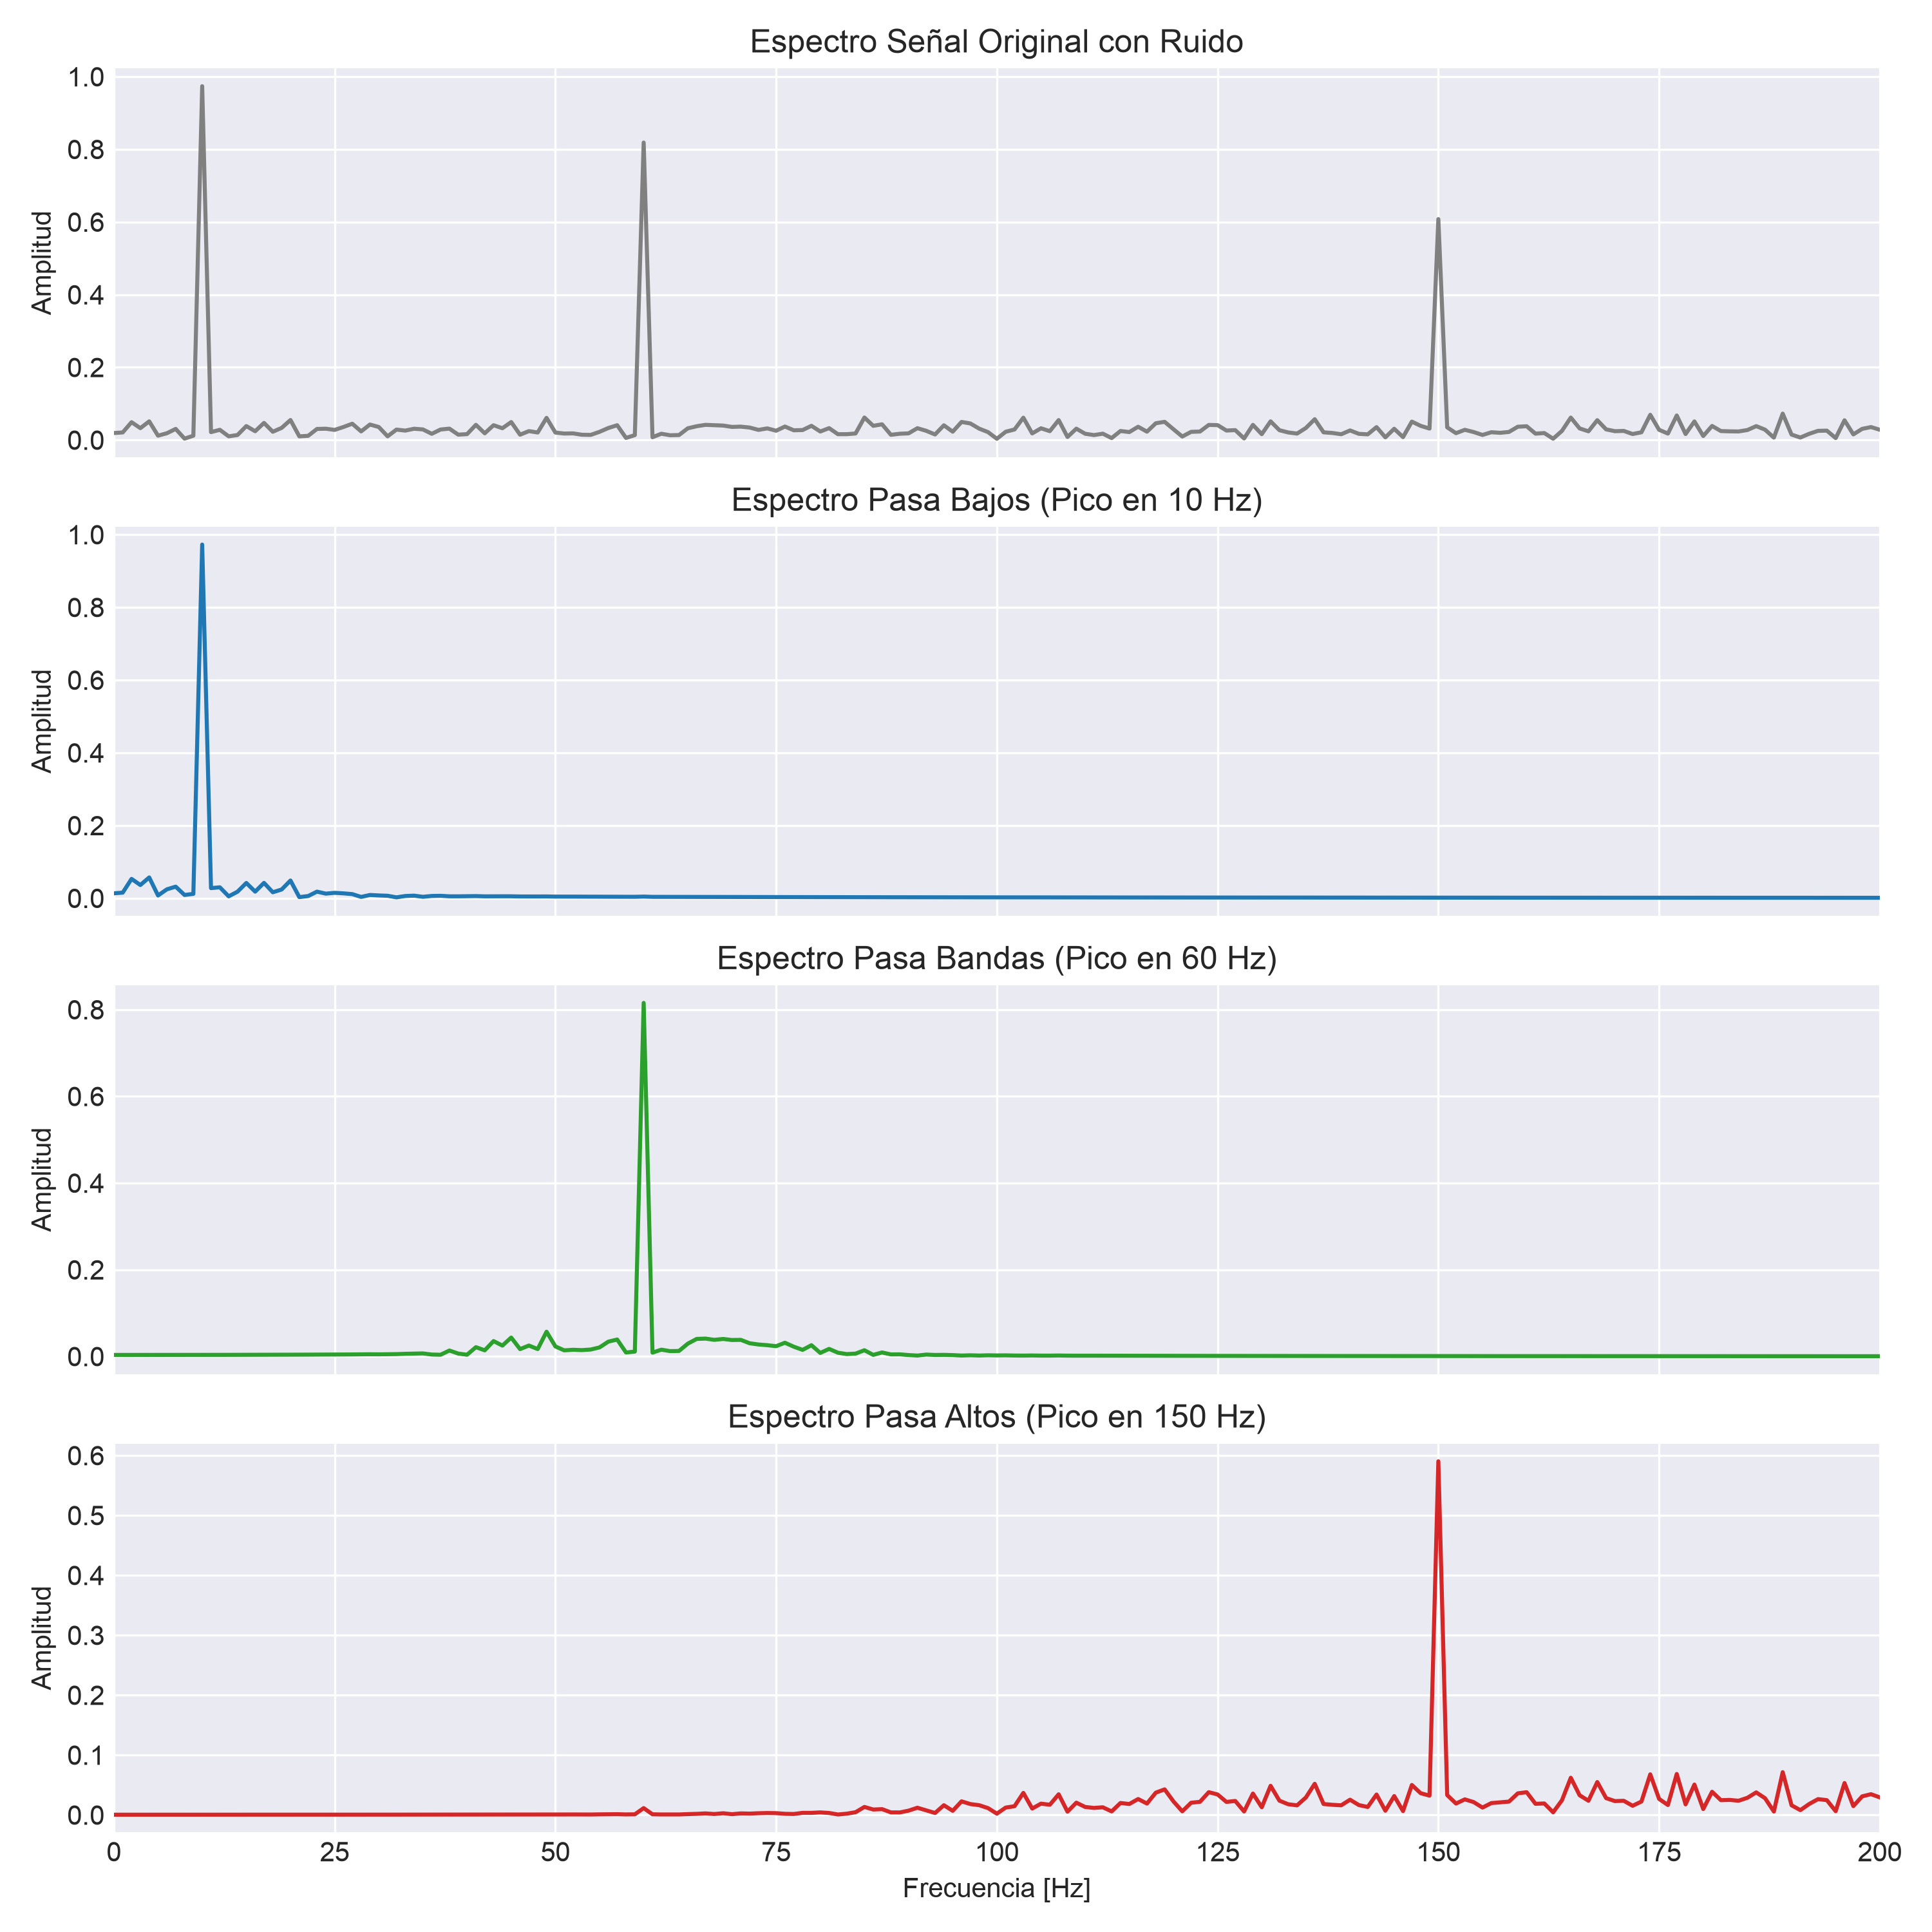 Espectro Señal Original con Ruido
1.0
0.8
0.6
0.4
0.2
0.0
Amplitud
Espectro Pasa Bajos (Pico en 10 Hz)
1.0
0.8
0.6
0.4
0.2
0.0
Amplitud
Espectro Pasa Bandas (Pico en 60 Hz)
0.8
0.6
0.4
0.2
0.0
Amplitud
Espectro Pasa Altos (Pico en 150 Hz)
0.6
0.5
0.4
0.3
0.2
0.1
0.0
Amplitud
0 25 50 75 100 125 150 175 200
Frecuencia [Hz]